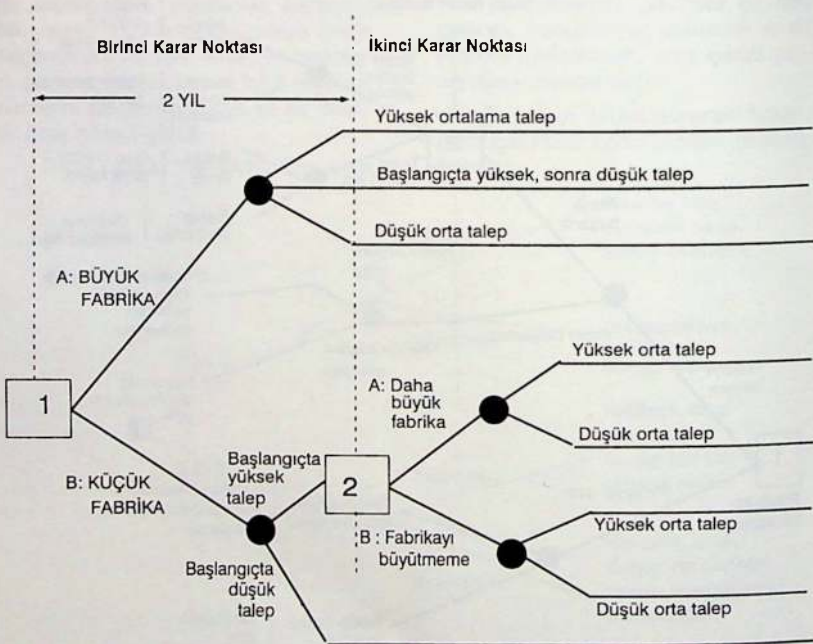 Birinci Karar Noktası
İkinci Karar Noktası
2 YIL
Yüksek ortalama talep
Başlangıçta yüksek, sonra düşük talep
Düşük orta talep
A: BÜYÜK
FABRİKA
1
B: KÜÇÜK
FABRİKA
Başlangıçta
yüksek
talep
Başlangıçta
düşük
talep
2
A: Daha
büyük
fabrika
Yüksek orta talep
Düşük orta talep
B : Fabrikayı
büyütmeme
Yüksek orta talep
Düşük orta talep